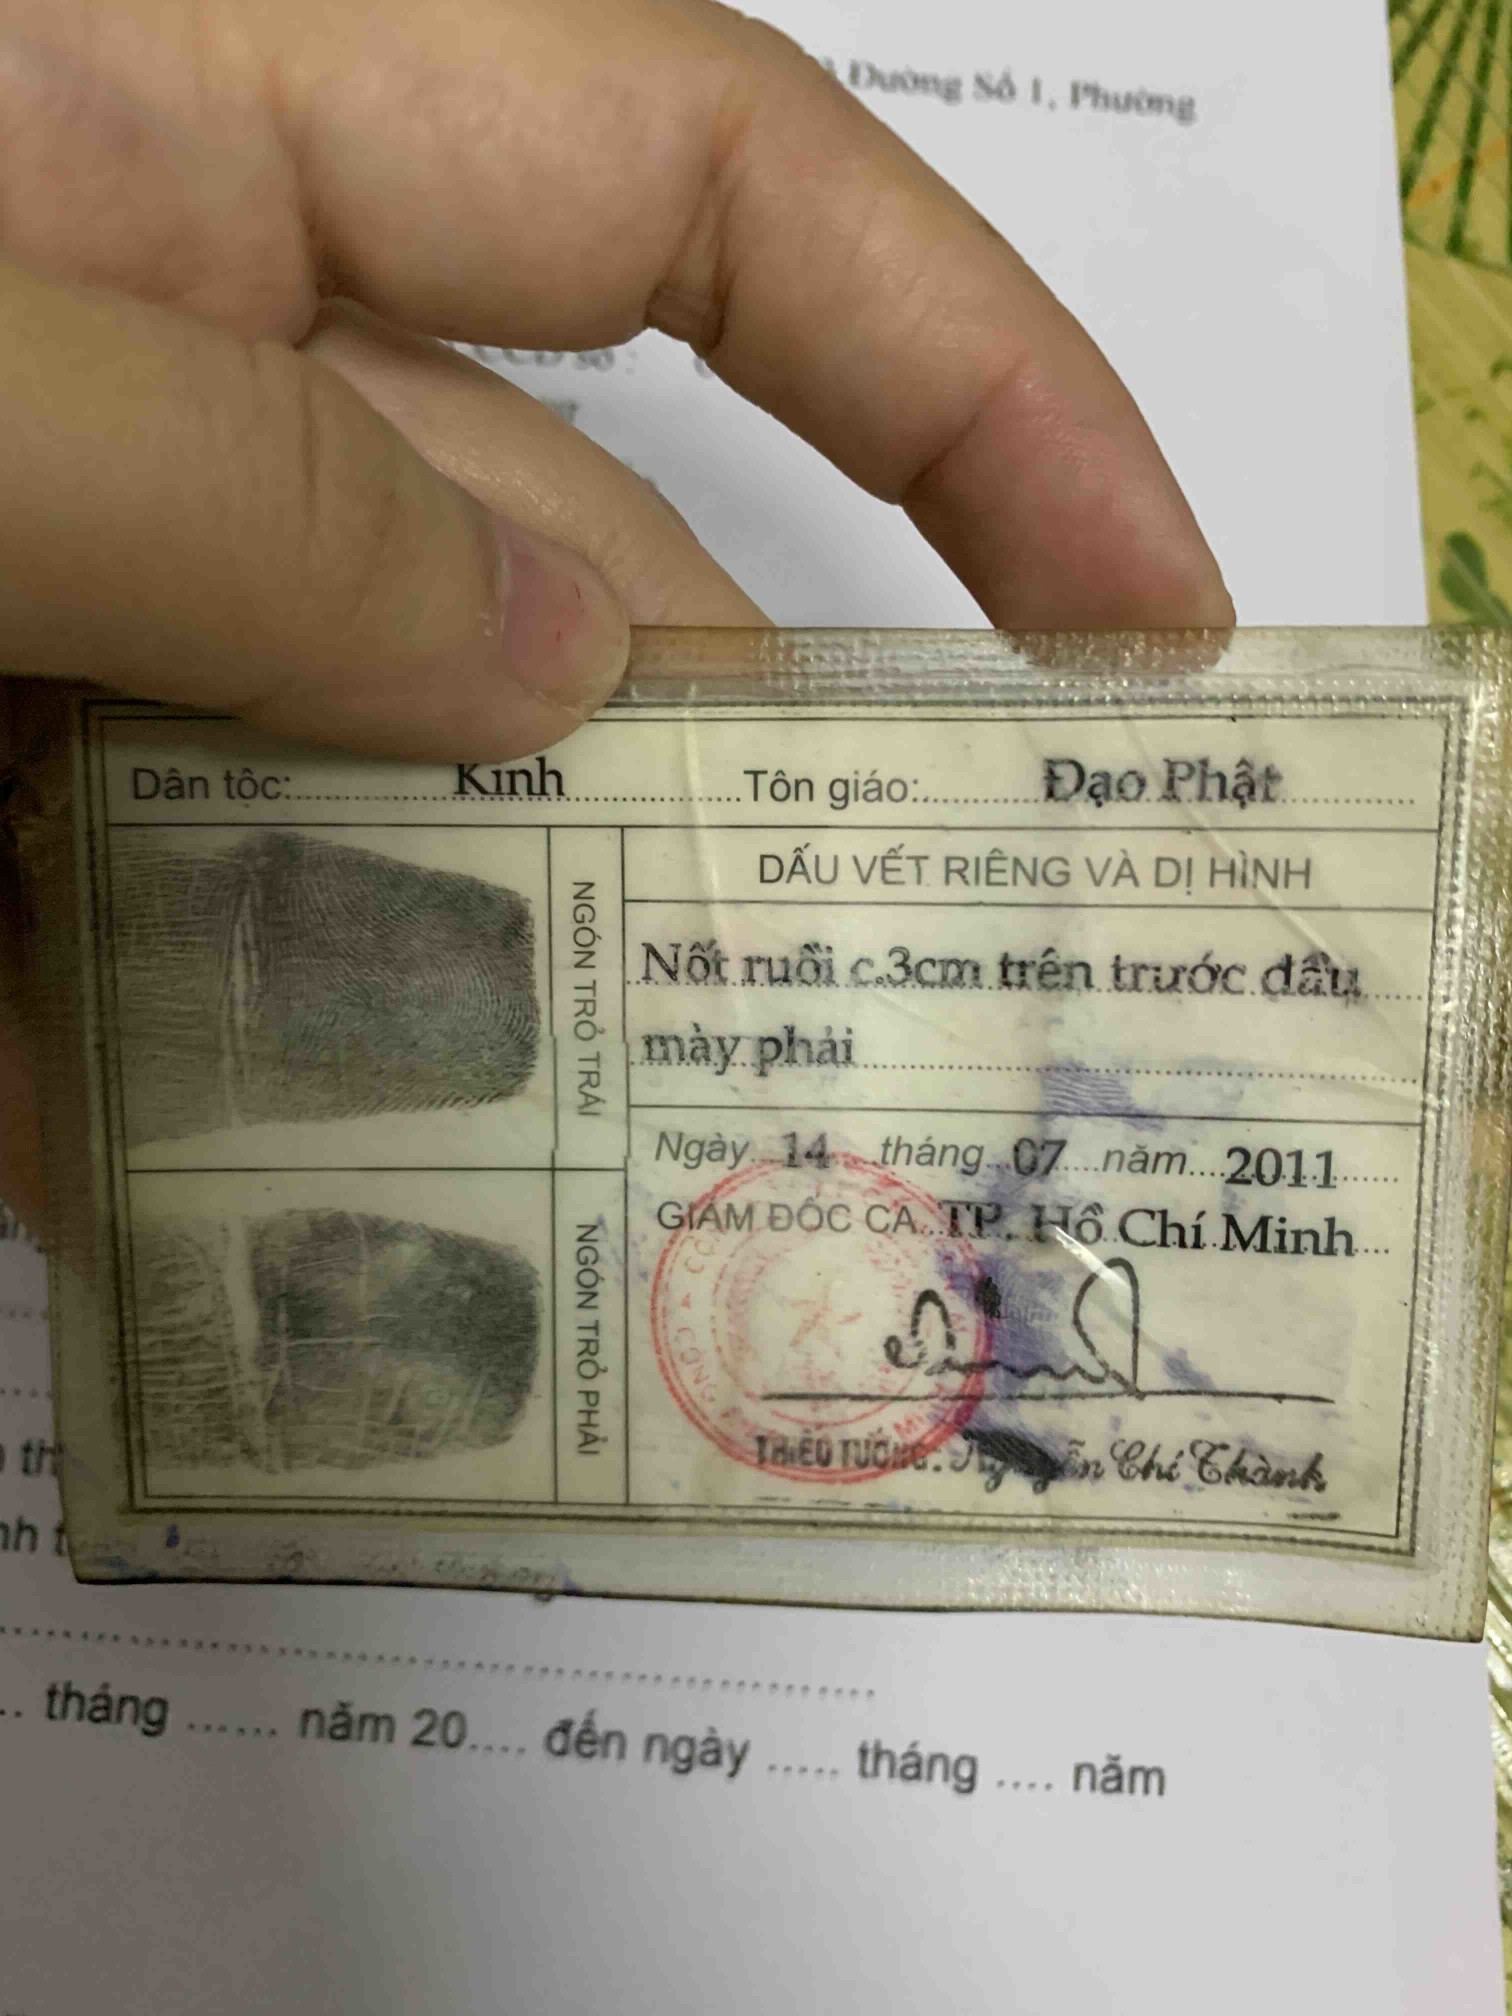 Đường Số 1, Phường
Dân tộc: Kinh Tôn giáo: Đạo Phật
DẤU VẾT RIÊNG VÀ DỊ HÌNH
NGÓN TRỎ TRÁI
Nốt ruồi c.3cm trên trước đầu
mày phải
Ngày 14 tháng 07 năm 2011
GIÁM ĐỐC CA TP. Hồ Chí Minh
NGÓN TRỎ PHẢI
THIẾU TƯỚNG: Nguyễn Chí Thành
.. tháng ...... năm 20.... đến ngày ..... tháng .... năm